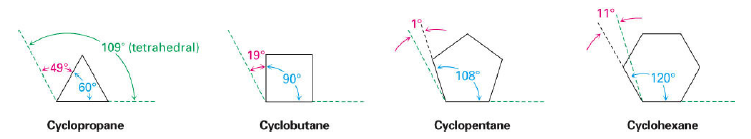 109° (tetrahedral)
49°
60°
Cyclopropane
19°
90°
Cyclobutane
1°
108°
Cyclopentane
11°
120°
Cyclohexane